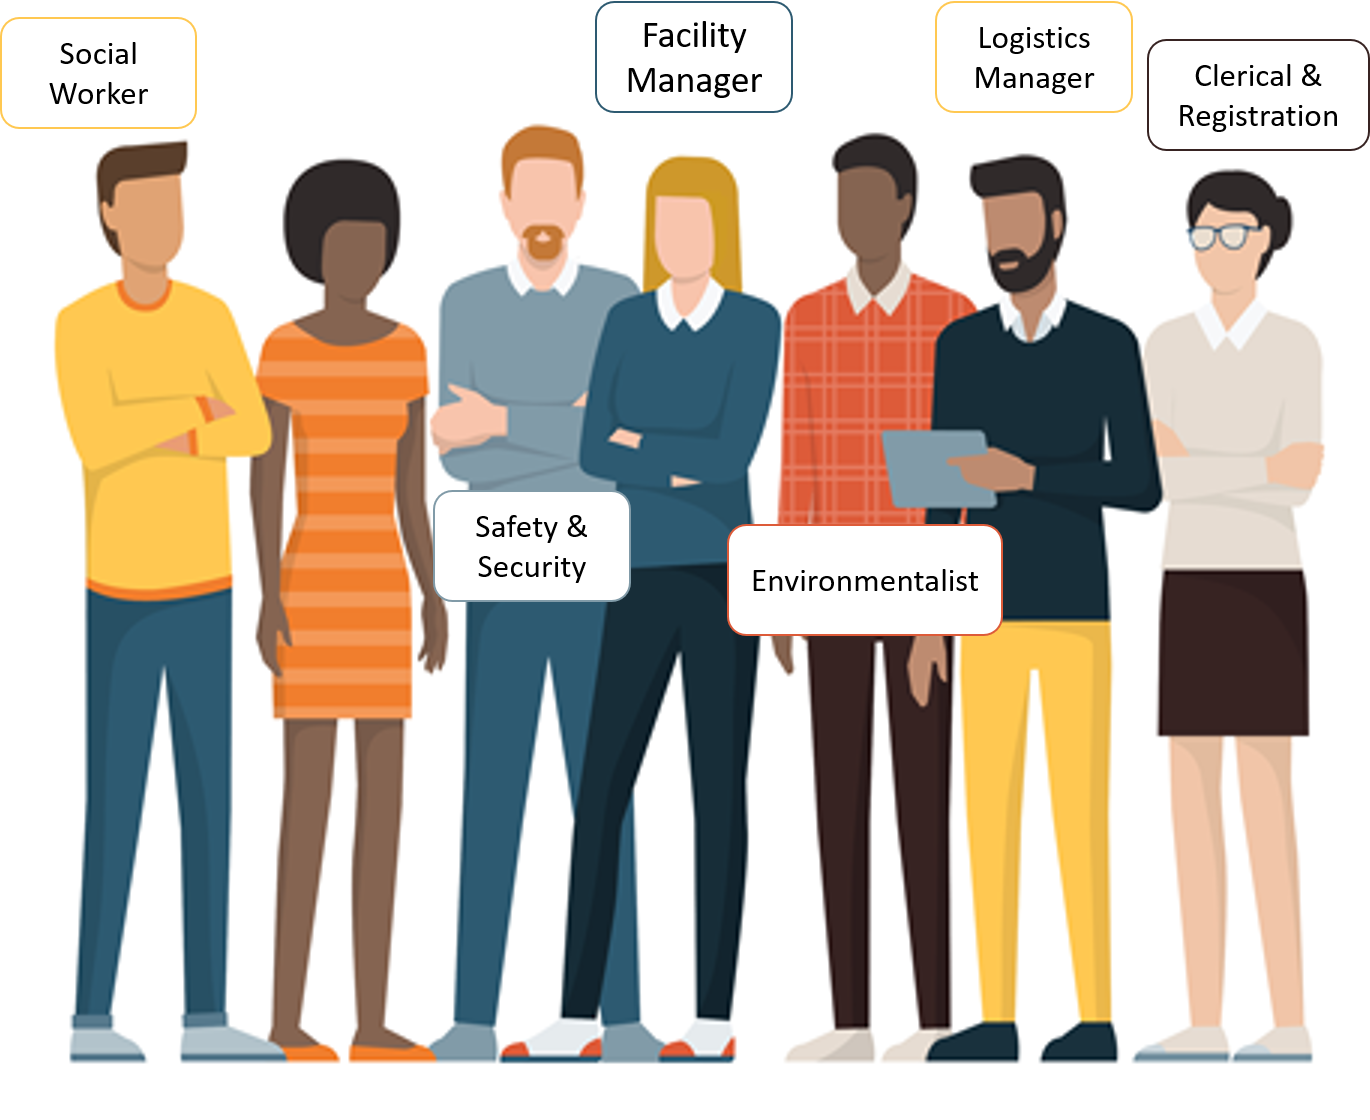 Social
Worker
Facility
Manager
Logistics
Manager
Clerical &
Registration
Safety &
Security
Environmentalist